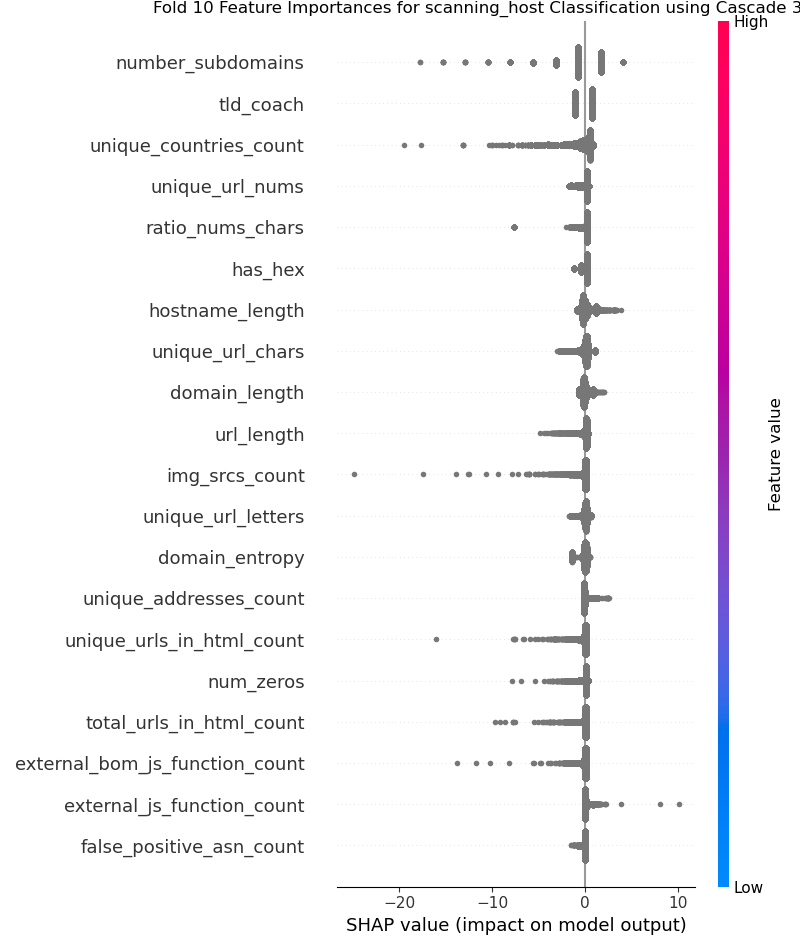 Fold 10 Feature Importances for scanning_host Classification using Cascade 3
High
number_subdomains
tld_coach
unique_countries_count
unique_url_nums
ratio_nums_chars
has_hex
hostname_length
unique_url_chars
domain_length
url_length
img_srcs_count
unique_url_letters
domain_entropy
unique_addresses_count
unique_urls_in_html_count
num_zeros
total_urls_in_html_count
external_bom_js_function_count
external_js_function_count
false_positive_asn_count
Feature value
Low
−20 −10 0 10
SHAP value (impact on model output)